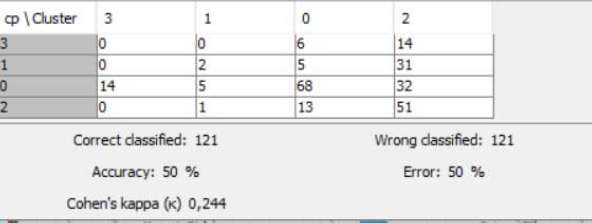 cp \ Cluster 3 1 0 2
3 0 0 6 14
1 0 2 5 31
0 14 5 68 32
2 0 1 13 51
Correct classified: 121 Wrong classified: 121
Accuracy: 50 % Error: 50 %
Cohen's kappa (κ) 0,244